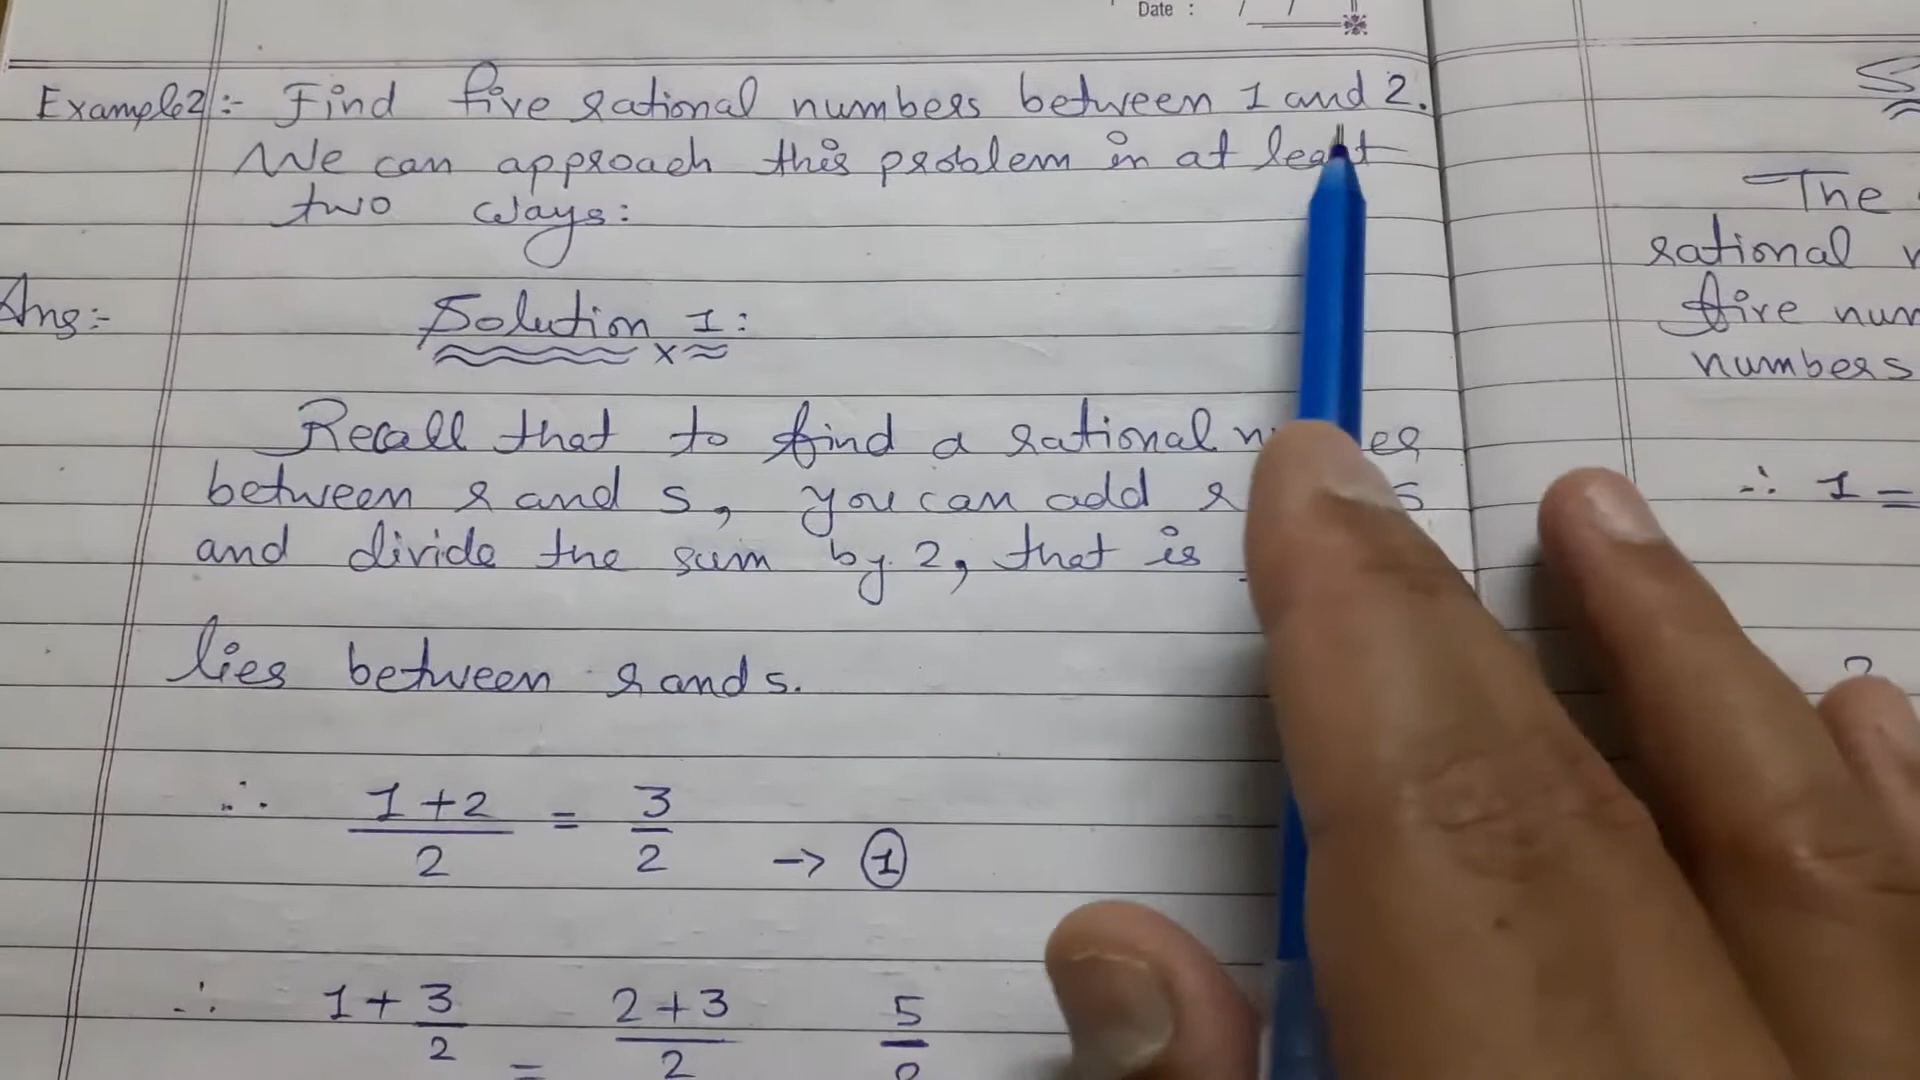 Date : / /
Example2:- Find five rational numbers between 1 and 2.
We can approach this problem in at least
two ways:
Ans:-
Solution 1:
x
Recall that to find a rational
between r and s, you can add r s
and divide the sum by 2, that is
lies between r and s.
∴ 1+2/2 = 3/2 → ①
∴ 1+3/2 = 2+3/2 5
The
rational
five
numbers
∴ 1 =
2